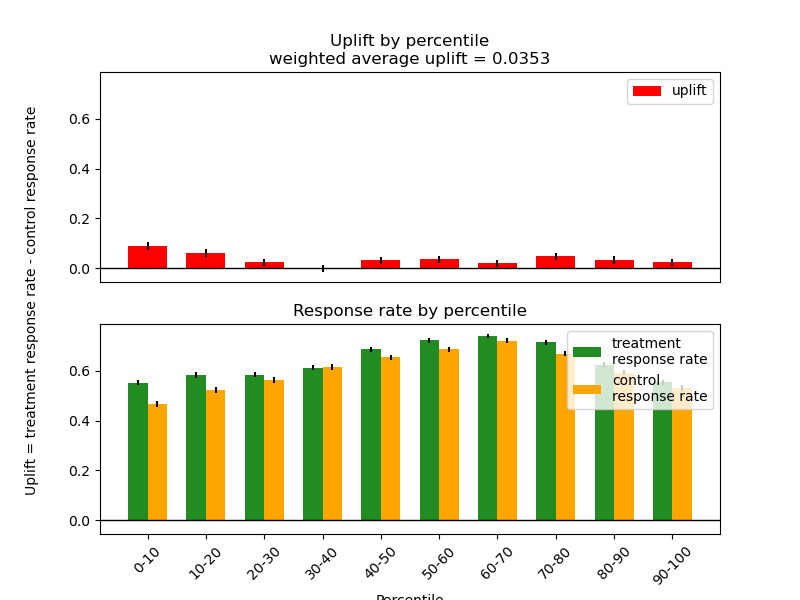 Uplift by percentile
weighted average uplift = 0.0353
uplift
0.6
0.4
0.2
0.0
Uplift = treatment response rate - control response rate
Response rate by percentile
treatment
response rate
control
response rate
0.6
0.4
0.2
0.0
0-10
10-20
20-30
30-40
40-50
50-60
60-70
70-80
80-90
90-100
Percentile